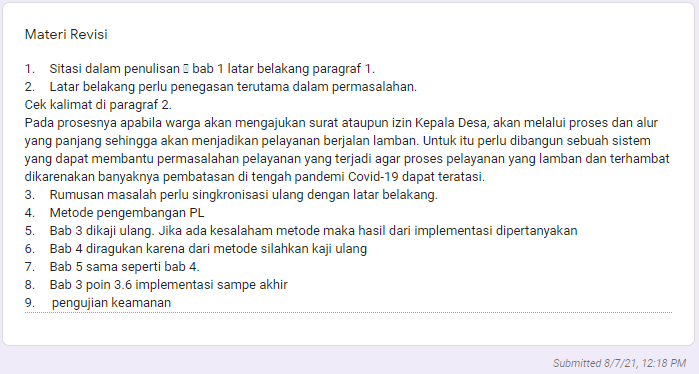 Materi Revisi
1. Sitasi dalam penulisan  bab 1 latar belakang paragraf 1.
2. Latar belakang perlu penegasan terutama dalam permasalahan.
Cek kalimat di paragraf 2.
Pada prosesnya apabila warga akan mengajukan surat ataupun izin Kepala Desa, akan melalui proses dan alur
yang panjang sehingga akan menjadikan pelayanan berjalan lamban. Untuk itu perlu dibangun sebuah sistem
yang dapat membantu permasalahan pelayanan yang terjadi agar proses pelayanan yang lamban dan terhambat
dikarenakan banyaknya pembatasan di tengah pandemi Covid-19 dapat teratasi.
3. Rumusan masalah perlu singkronisasi ulang dengan latar belakang.
4. Metode pengembangan PL
5. Bab 3 dikaji ulang. Jika ada kesalaham metode maka hasil dari implementasi dipertanyakan
6. Bab 4 diragukan karena dari metode silahkan kaji ulang
7. Bab 5 sama seperti bab 4.
8. Bab 3 poin 3.6 implementasi sampe akhir
9. pengujian keamanan
Submitted 8/7/21, 12:18 PM